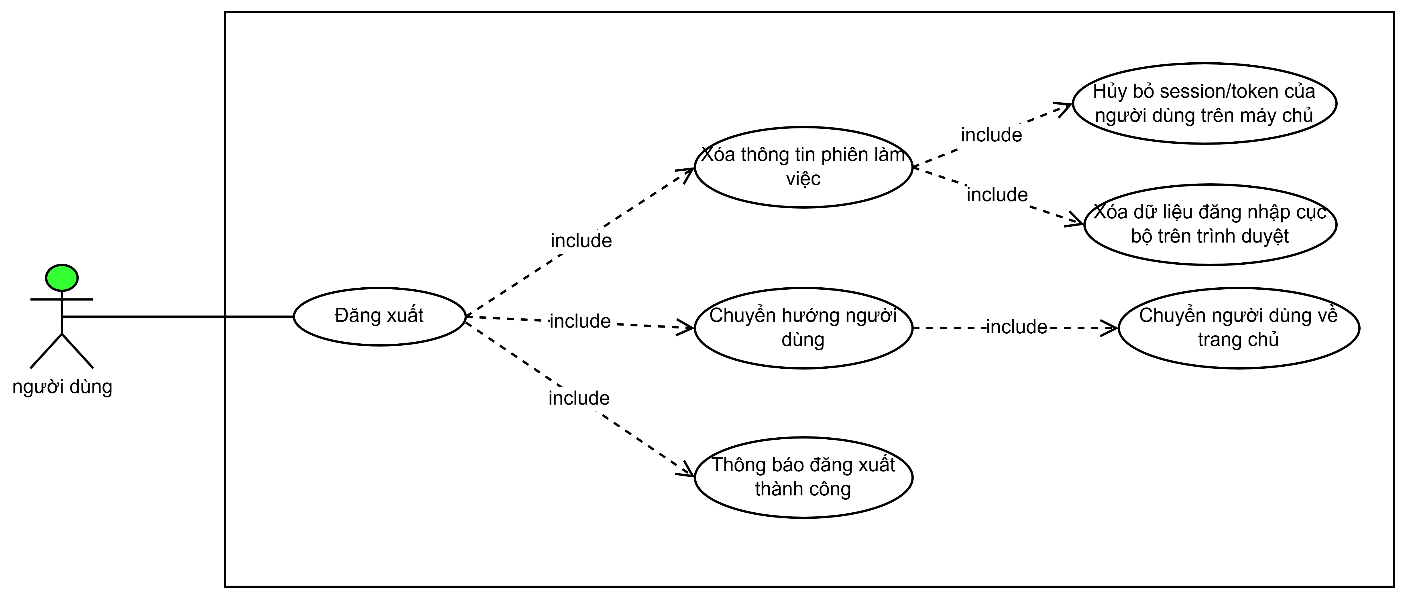 Hủy bỏ session/token của
người dùng trên máy chủ
include
Xóa thông tin phiên làm
việc
include
Xóa dữ liệu đăng nhập cục
bộ trên trình duyệt
include
Đăng xuất
include
Chuyển hướng người
dùng
include
Chuyển người dùng về
trang chủ
người dùng
include
Thông báo đăng xuất
thành công